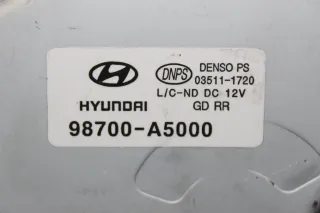 DNPS DENSO PS
03511-1720
L/C-ND DC 12V
HYUNDAI GD RR
98700-A5000